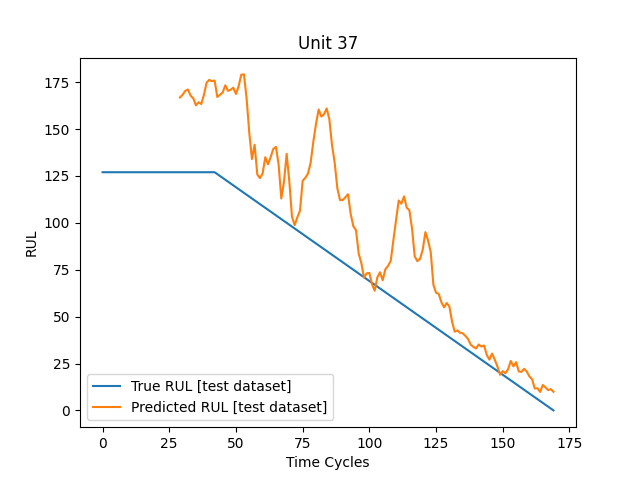 Unit 37
RUL
175
150
125
100
75
50
25
0
True RUL [test dataset]
Predicted RUL [test dataset]
0 25 50 75 100 125 150 175
Time Cycles